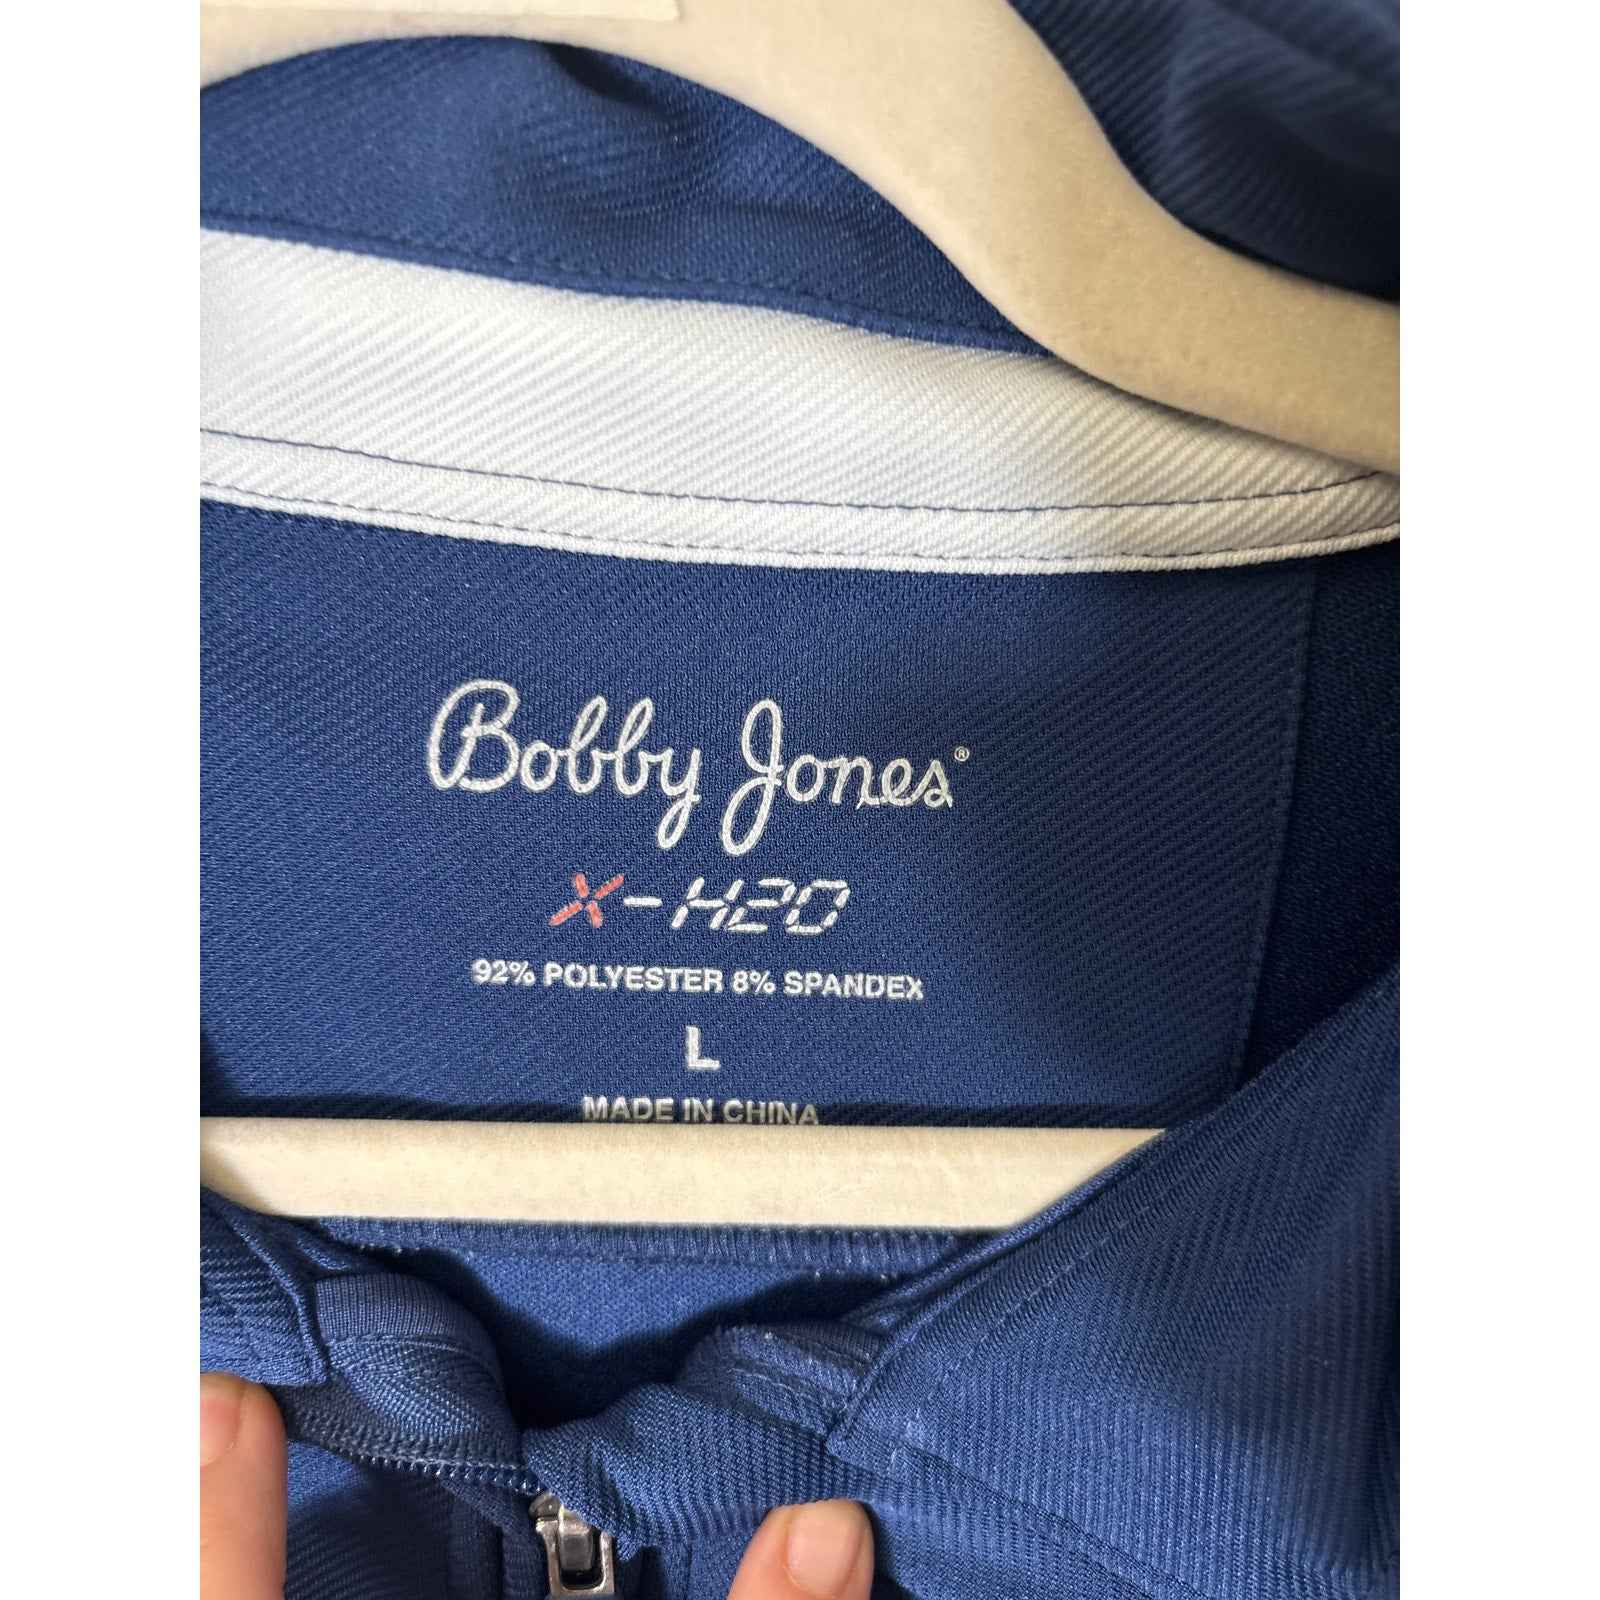 Bobby Jones®
X-H2O
92% POLYESTER 8% SPANDEX
L
MADE IN CHINA